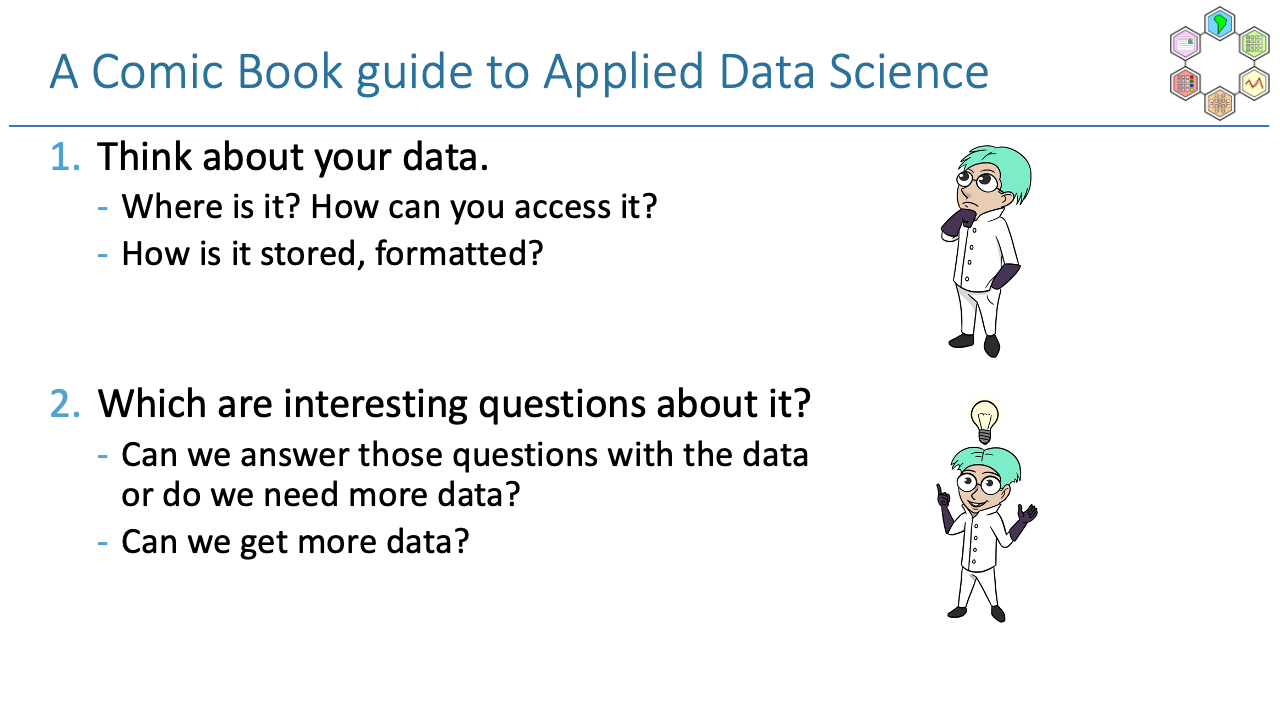 A Comic Book guide to Applied Data Science
1. Think about your data.
- Where is it? How can you access it?
- How is it stored, formatted?
2. Which are interesting questions about it?
- Can we answer those questions with the data
or do we need more data?
- Can we get more data?